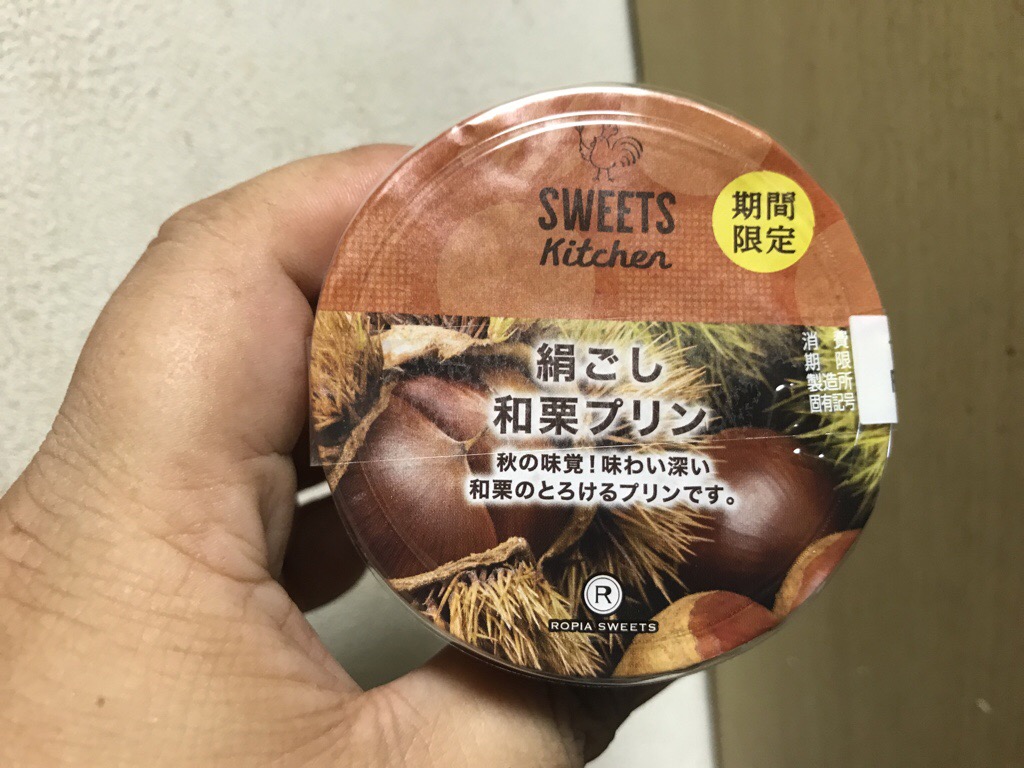 SWEETS
Kitchen
期間
限定
消費
期限
製造所
固有記号
絹ごし
和栗プリン
秋の味覚!味わい深い
和栗のとろけるプリンです。
R
ROPIA SWEETS